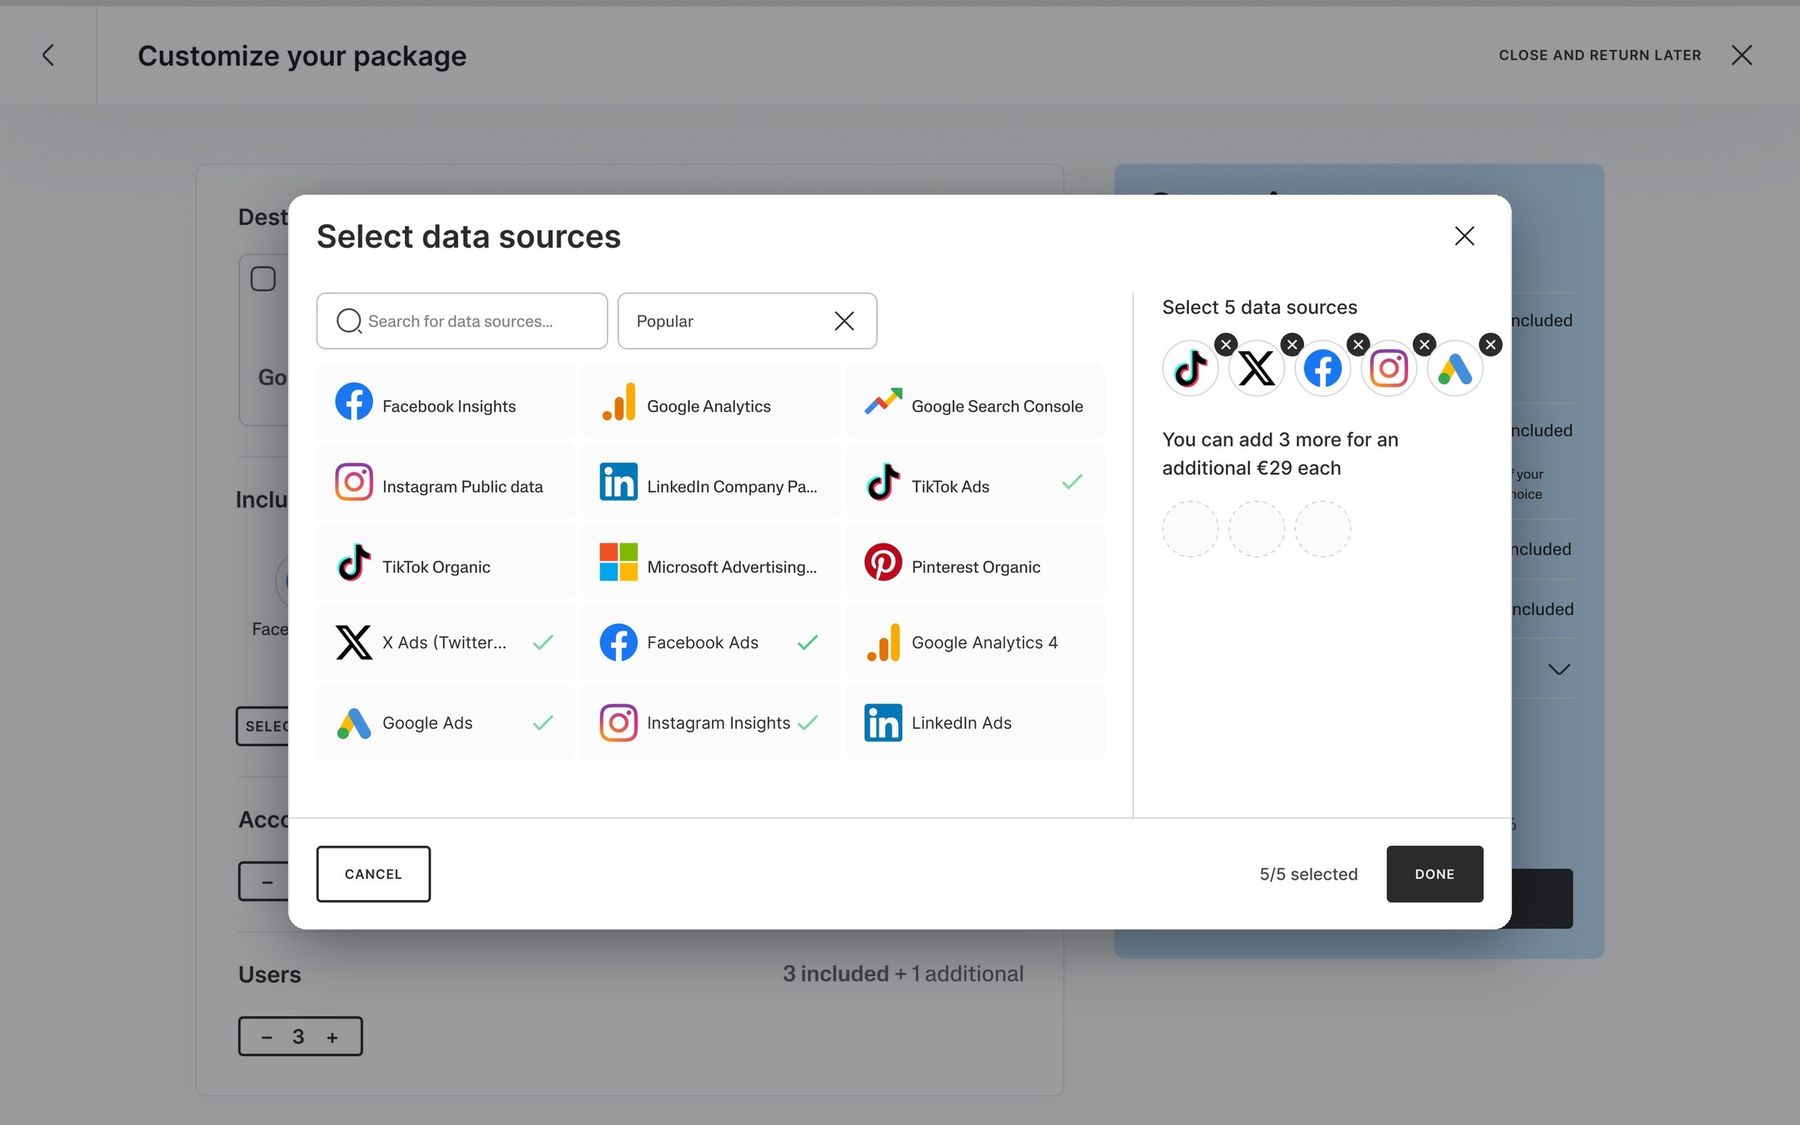 Customize your package
CLOSE AND RETURN LATER
Select data sources
Search for data sources...
Popular
Facebook Insights
Google Analytics
Google Search Console
Instagram Public data
LinkedIn Company Pa...
TikTok Ads
TikTok Organic
Microsoft Advertising...
Pinterest Organic
X Ads (Twitter...
Facebook Ads
Google Analytics 4
Google Ads
Instagram Insights
LinkedIn Ads
Select 5 data sources
You can add 3 more for an
additional €29 each
CANCEL
5/5 selected
DONE
Dest
Go
Inclu
Face
SELEC
Acco
−
Users
3 included + 1 additional
− 3 +
ncluded
ncluded
your
hoice
ncluded
ncluded
%